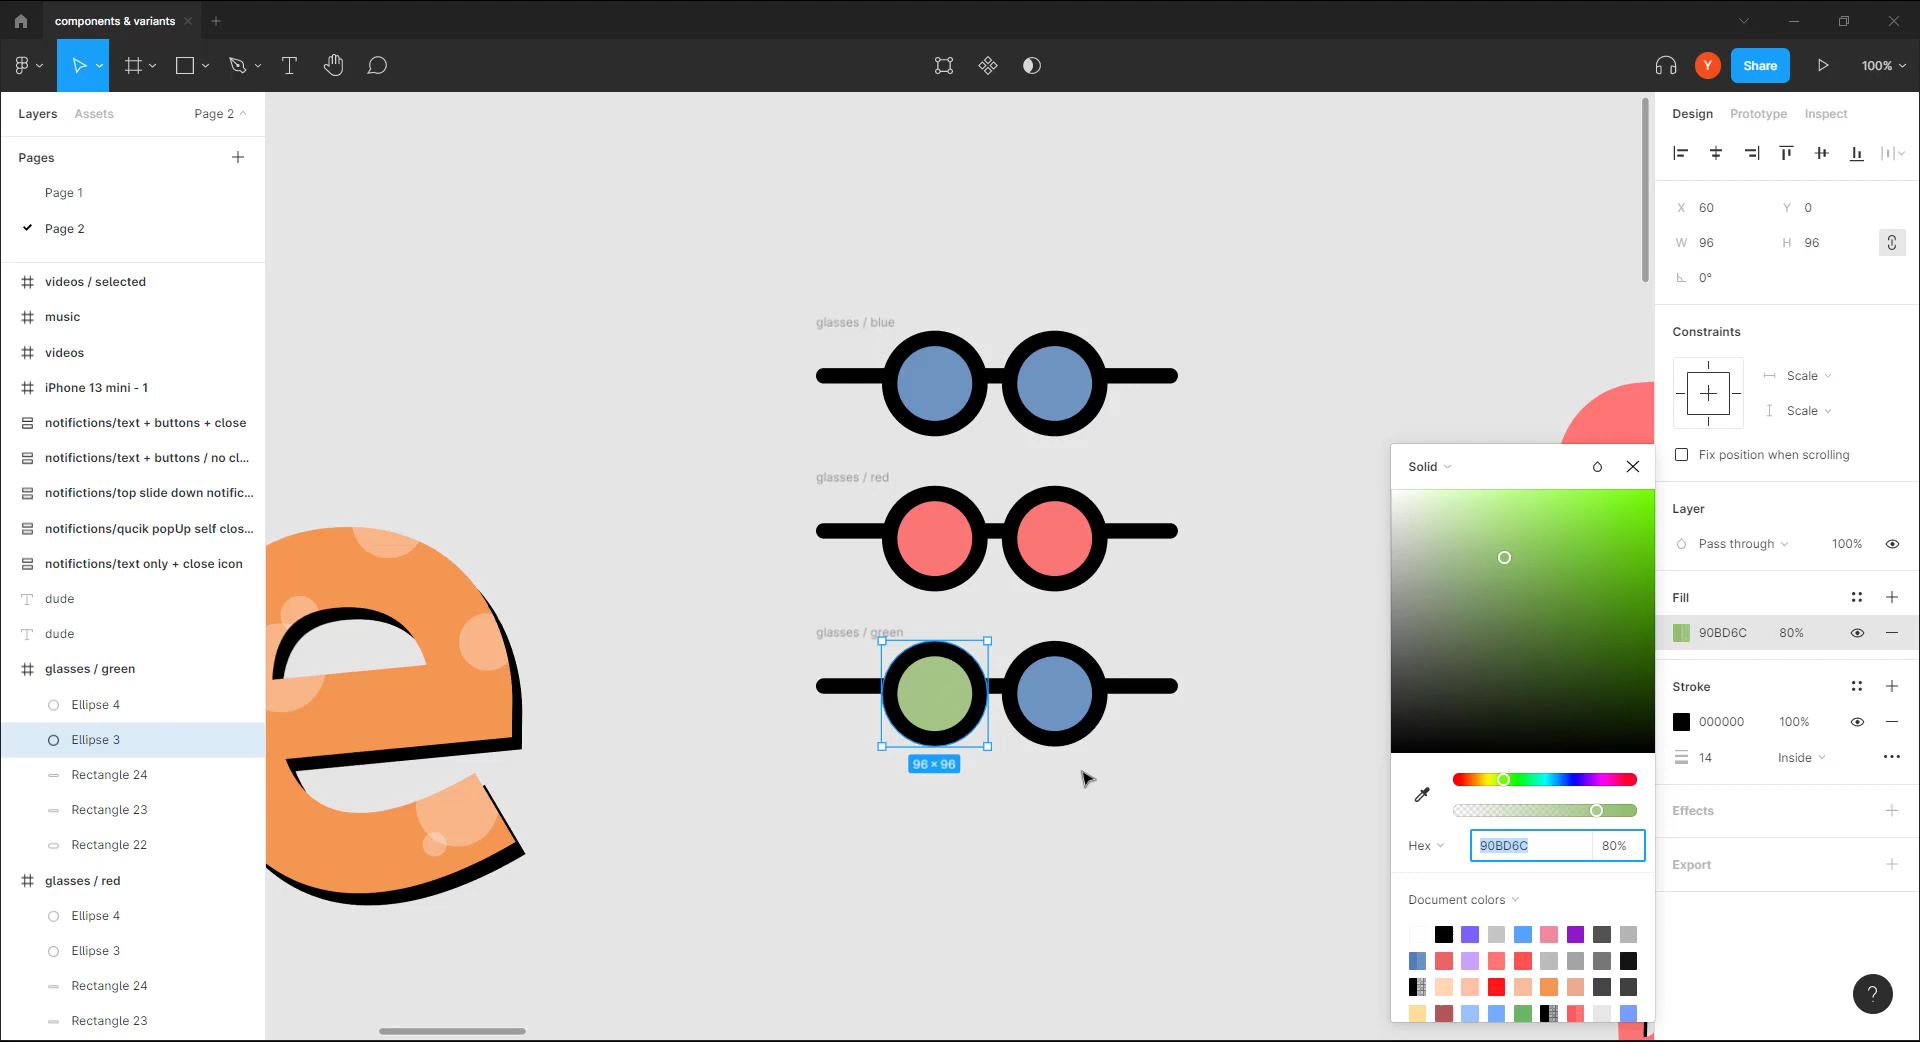 components & variants
Share
Y
100%
Layers
Assets
Page 2
Pages
Page 1
Page 2
videos / selected
music
videos
iPhone 13 mini - 1
notifictions/text + buttons + close
notifictions/text + buttons / no cl...
notifictions/top slide down notific...
notifictions/qucik popUp self clos...
notifictions/text only + close icon
dude
dude
glasses / green
Ellipse 4
Ellipse 3
Rectangle 24
Rectangle 23
Rectangle 22
glasses / red
Ellipse 4
Ellipse 3
Rectangle 24
Rectangle 23
glasses / blue
glasses / red
glasses / green
96 × 96
Solid
Hex
90BD6C
80%
Document colors
Design
Prototype
Inspect
X 60
Y 0
W 96
H 96
0°
Constraints
Scale
Scale
Fix position when scrolling
Layer
Pass through
100%
Fill
90BD6C
80%
Stroke
000000
100%
14
Inside
Effects
Export
?